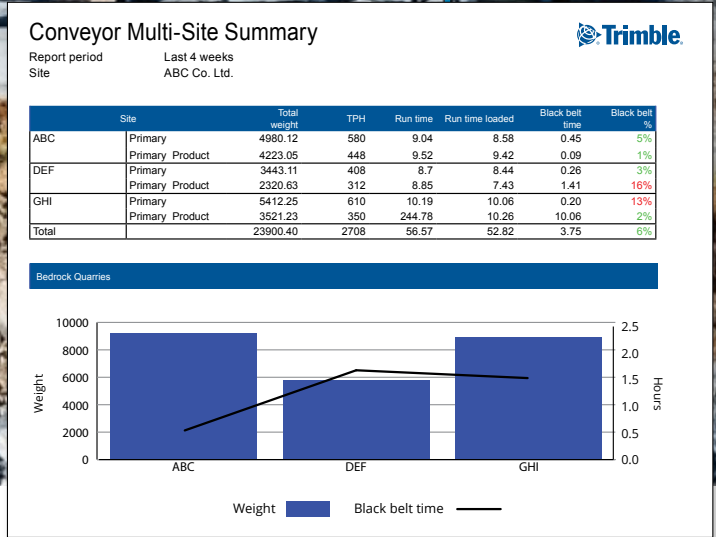 Conveyor Multi-Site Summary
Trimble.
Report period Last 4 weeks
Site ABC Co. Ltd.
Site Total weight TPH Run time Run time loaded Black belt time Black belt %
ABC Primary 4980.12 580 9.04 8.58 0.45 5%
Primary Product 4223.05 448 9.52 9.42 0.09 1%
DEF Primary 3443.11 408 8.7 8.44 0.26 3%
Primary Product 2320.63 312 8.85 7.43 1.41 16%
GHI Primary 5412.25 610 10.19 10.06 0.20 13%
Primary Product 3521.23 350 244.78 10.26 10.06 2%
Total 23900.40 2708 56.57 52.82 3.75 6%
Bedrock Quarries
10000 2.5
8000 2.0
6000 1.5
4000 1.0
2000 0.5
0 0.0
Weight
Hours
ABC DEF GHI
Weight Black belt time